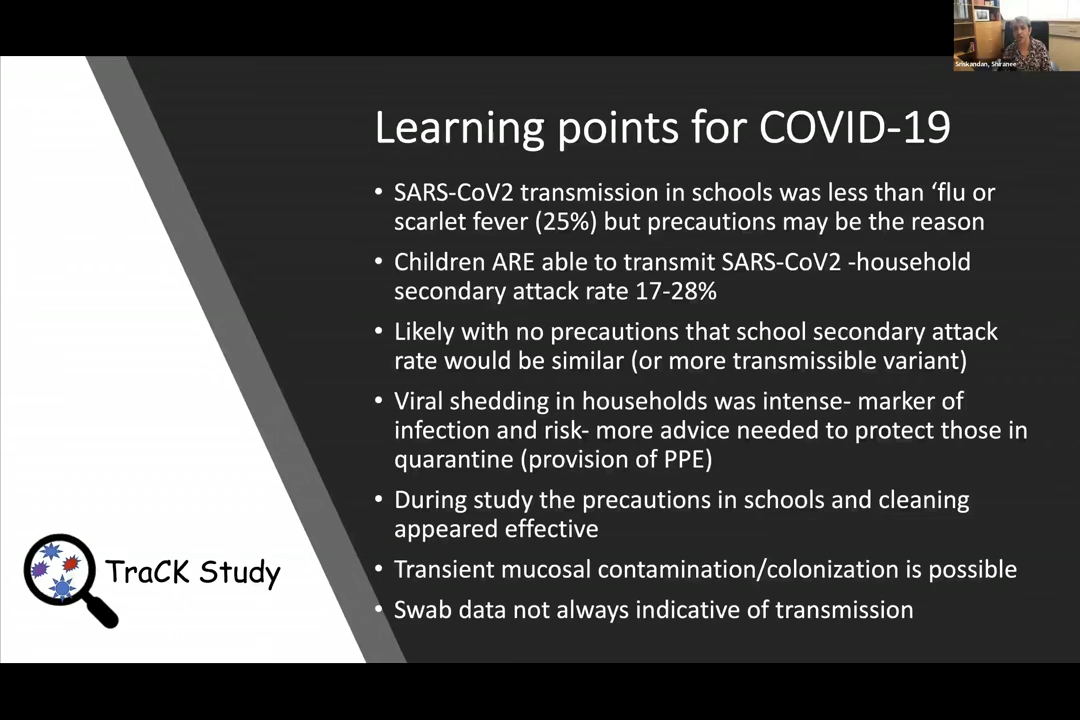 Sriskandan, Shiranee
Learning points for COVID-19
• SARS-CoV2 transmission in schools was less than ‘flu or
scarlet fever (25%) but precautions may be the reason
• Children ARE able to transmit SARS-CoV2 -household
secondary attack rate 17-28%
• Likely with no precautions that school secondary attack
rate would be similar (or more transmissible variant)
• Viral shedding in households was intense- marker of
infection and risk- more advice needed to protect those in
quarantine (provision of PPE)
• During study the precautions in schools and cleaning
appeared effective
• Transient mucosal contamination/colonization is possible
• Swab data not always indicative of transmission
TraCK Study